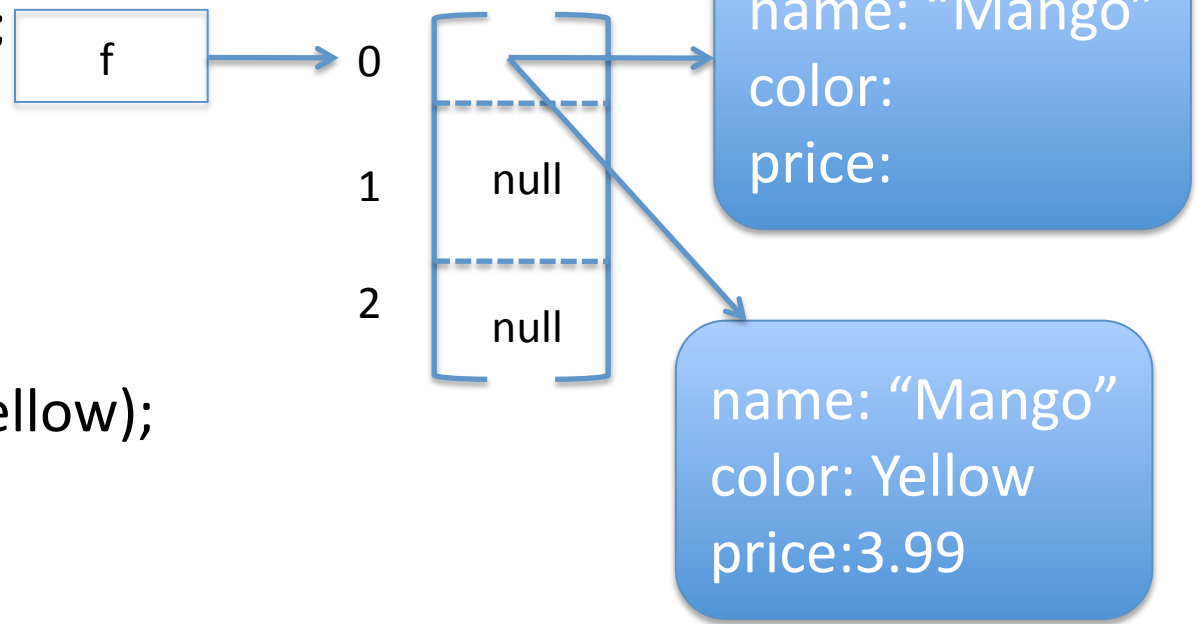 ;
f
0
1
2
null
null
name: “Mango”
color:
price:
ellow);
name: “Mango”
color: Yellow
price:3.99